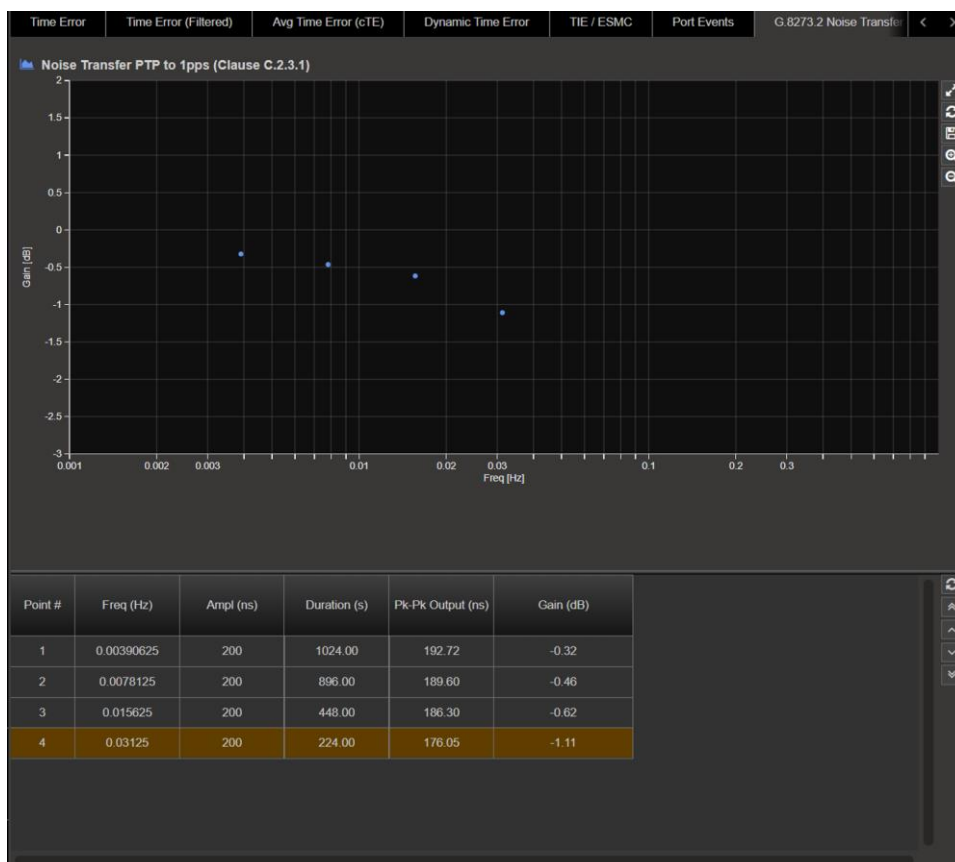 Time Error Time Error (Filtered) Avg Time Error (cTE) Dynamic Time Error TIE / ESMC Port Events G.8273.2 Noise Transfer
Noise Transfer PTP to 1pps (Clause C.2.3.1)
2
1.5
1
0.5
0
-0.5
-1
-1.5
-2
-2.5
-3
Gain [dB]
0.001 0.002 0.003 0.01 0.02 0.03 0.1 0.2 0.3
Freq [Hz]
Point # Freq (Hz) Ampl (ns) Duration (s) Pk-Pk Output (ns) Gain (dB)
1 0.00390625 200 1024.00 192.72 -0.32
2 0.0078125 200 896.00 189.60 -0.46
3 0.015625 200 448.00 186.30 -0.62
4 0.03125 200 224.00 176.05 -1.11